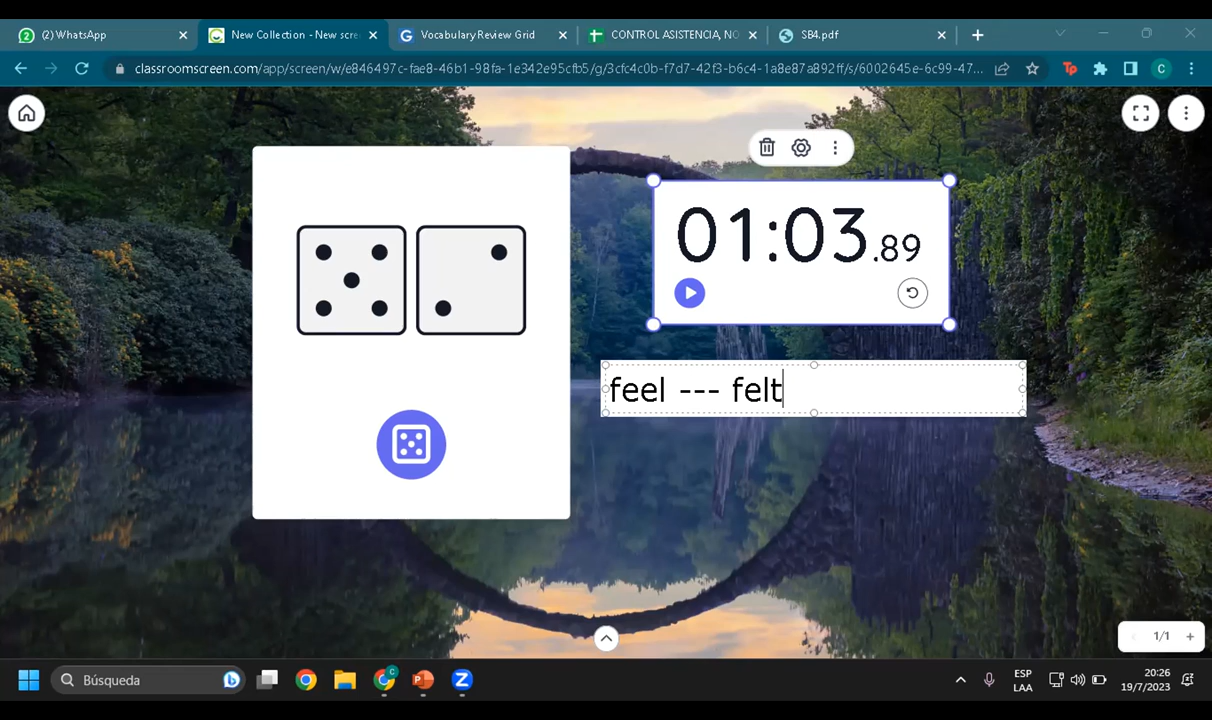 (2) WhatsApp
New Collection - New scre
Vocabulary Review Grid
CONTROL ASISTENCIA, NO
SB4.pdf
classroomscreen.com/app/screen/w/e846497c-fae8-46b1-98fa-1e342e95cfb5/g/3cfc4c0b-f7d7-42f3-b6c4-1a8e87a892ff/s/6002645e-6c99-47...
01:03.89
feel --- felt
1/1
Búsqueda
ESP
LAA
20:26
19/7/2023